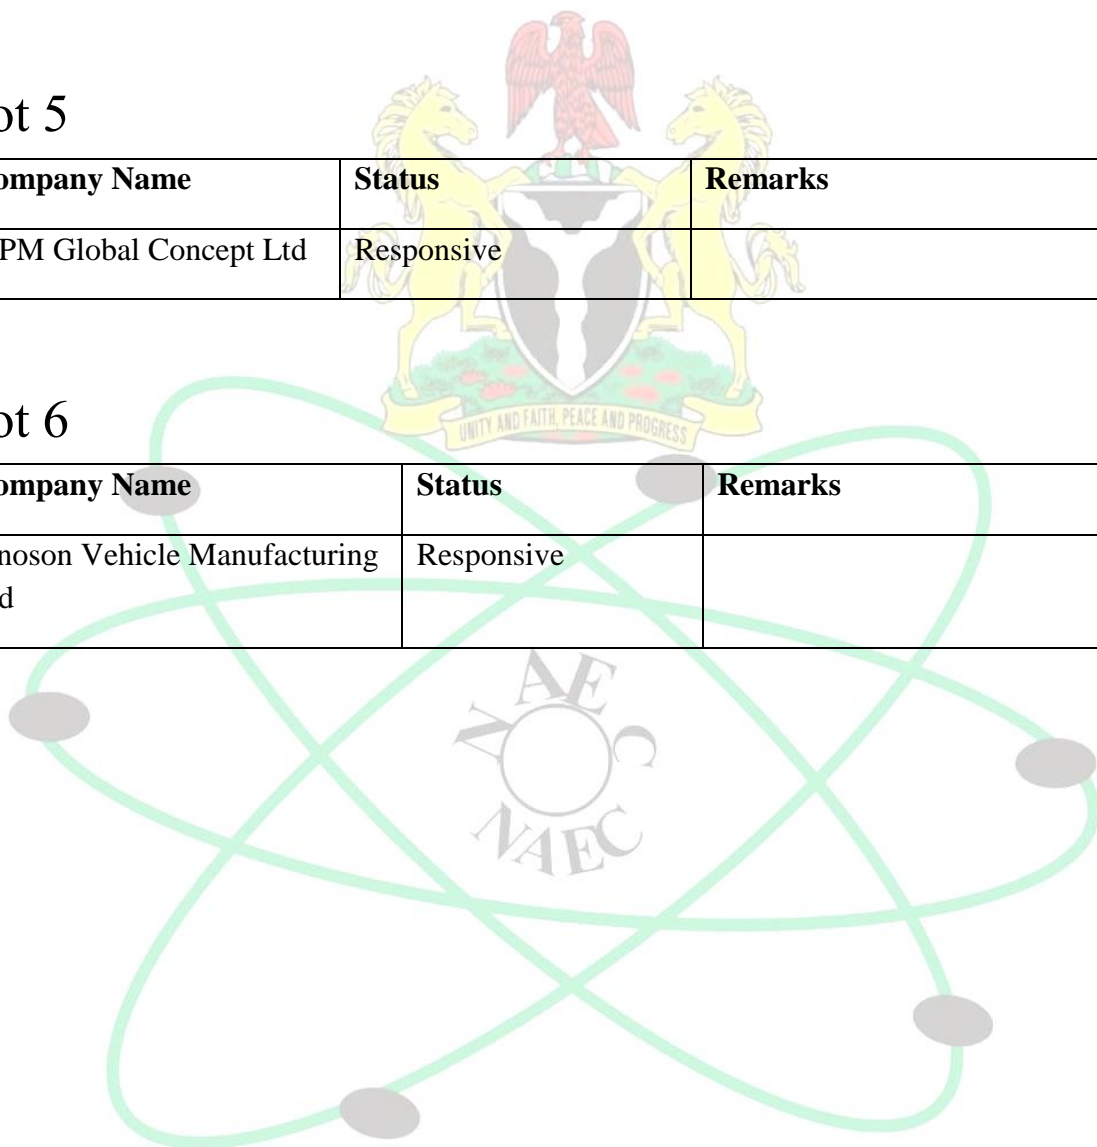 ot 5
ompany Name Status Remarks
PM Global Concept Ltd Responsive
UNITY AND FAITH, PEACE AND PROGRESS
ot 6
ompany Name Status Remarks
noson Vehicle Manufacturing Responsive
d
NAEC
NAEC